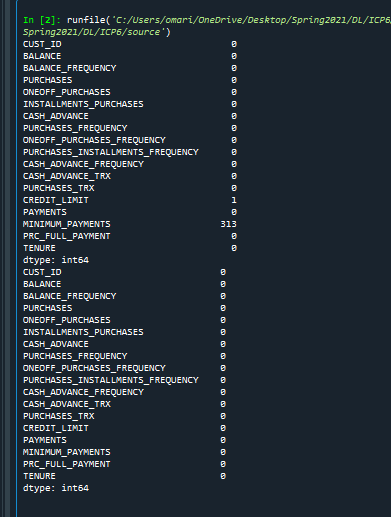 In [2]: runfile('C:/Users/omari/OneDrive/Desktop/Spring2021/DL/ICP6/
Spring2021/DL/ICP6/source')
CUST_ID 0
BALANCE 0
BALANCE_FREQUENCY 0
PURCHASES 0
ONEOFF_PURCHASES 0
INSTALLMENTS_PURCHASES 0
CASH_ADVANCE 0
PURCHASES_FREQUENCY 0
ONEOFF_PURCHASES_FREQUENCY 0
PURCHASES_INSTALLMENTS_FREQUENCY 0
CASH_ADVANCE_FREQUENCY 0
CASH_ADVANCE_TRX 0
PURCHASES_TRX 0
CREDIT_LIMIT 1
PAYMENTS 0
MINIMUM_PAYMENTS 313
PRC_FULL_PAYMENT 0
TENURE 0
dtype: int64
CUST_ID 0
BALANCE 0
BALANCE_FREQUENCY 0
PURCHASES 0
ONEOFF_PURCHASES 0
INSTALLMENTS_PURCHASES 0
CASH_ADVANCE 0
PURCHASES_FREQUENCY 0
ONEOFF_PURCHASES_FREQUENCY 0
PURCHASES_INSTALLMENTS_FREQUENCY 0
CASH_ADVANCE_FREQUENCY 0
CASH_ADVANCE_TRX 0
PURCHASES_TRX 0
CREDIT_LIMIT 0
PAYMENTS 0
MINIMUM_PAYMENTS 0
PRC_FULL_PAYMENT 0
TENURE 0
dtype: int64